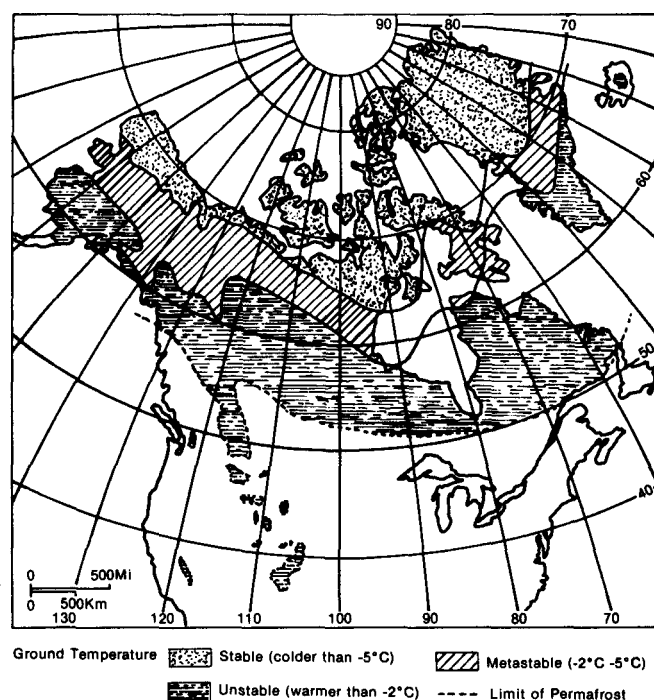 90
80
70
60
50
40
0 500Mi
0 500Km
130
120
110
100
90
80
70
Ground Temperature
Stable (colder than -5°C)
Metastable (-2°C -5°C)
Unstable (warmer than -2°C)
Limit of Permafrost